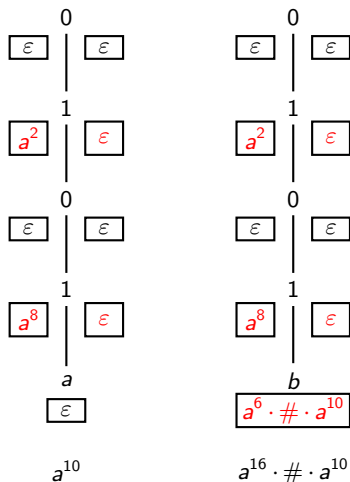 0 0
ε ε ε ε
1 1
a² ε a² ε
0 0
ε ε ε ε
1 1
a⁸ ε a⁸ ε
a b
ε a⁶ · # · a¹⁰
a¹⁰ a¹⁶ · # · a¹⁰